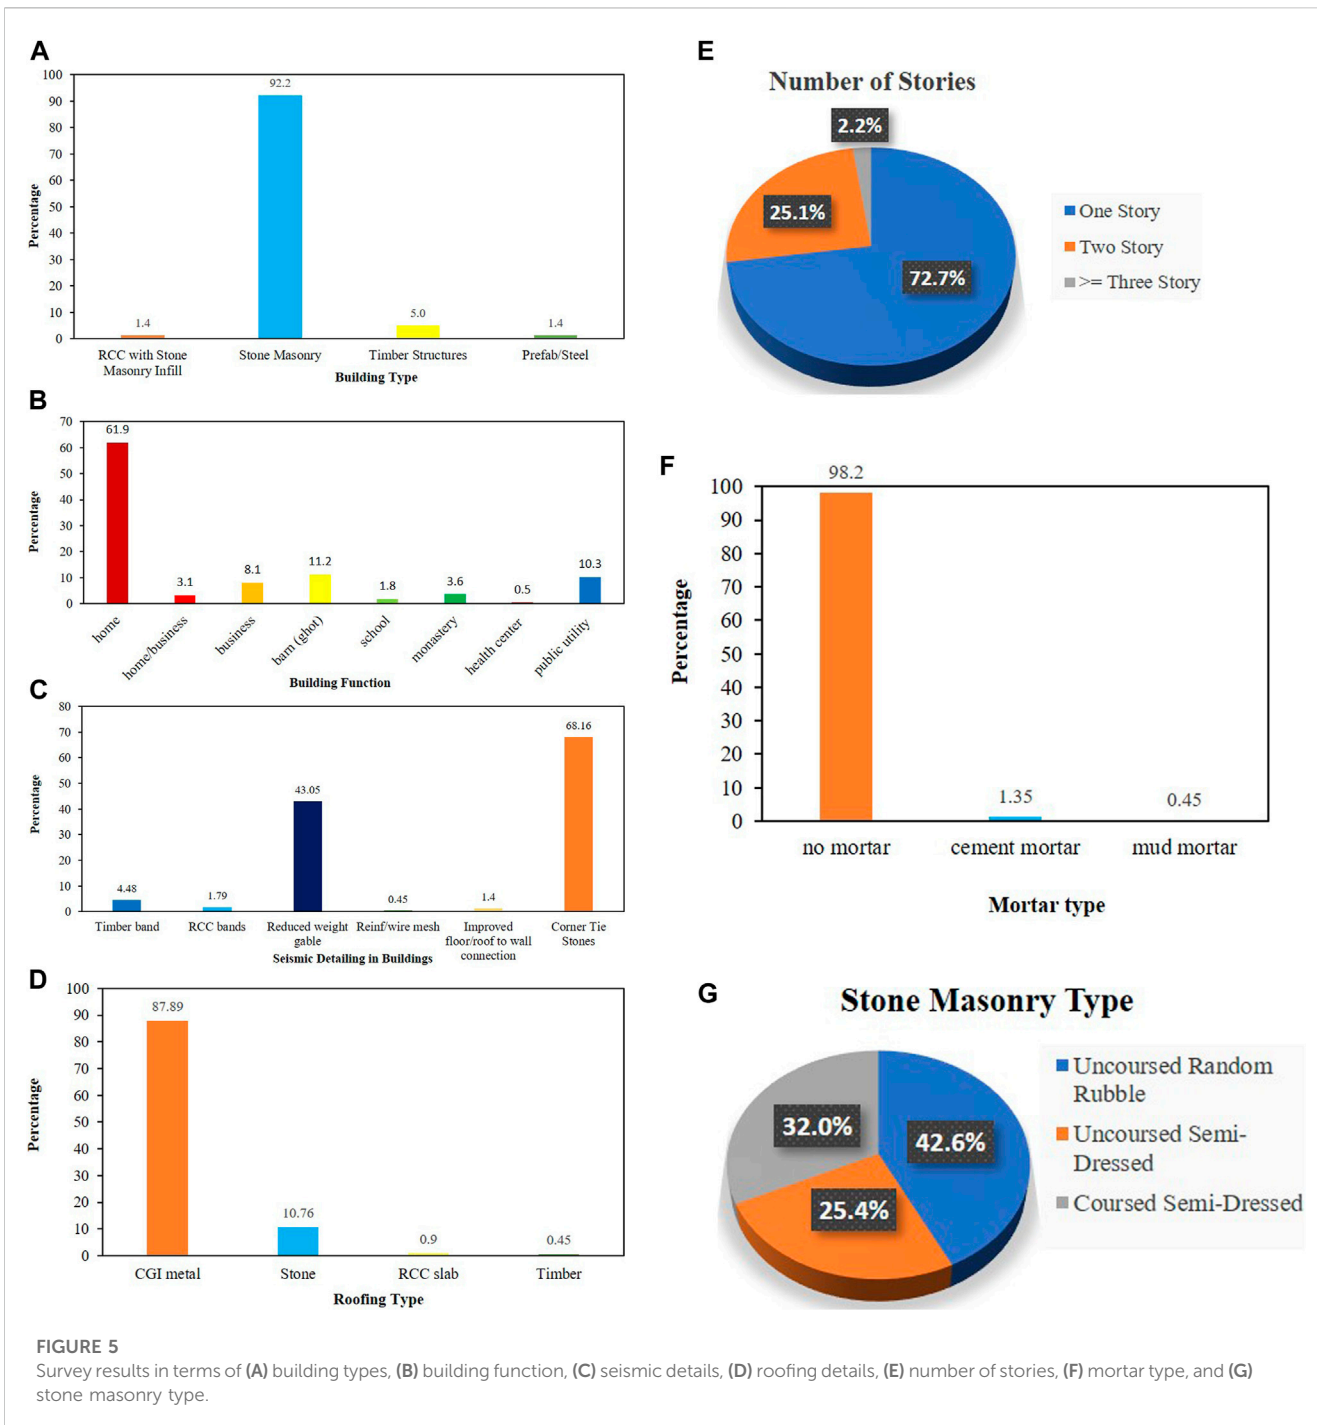 A
100
90
80
70
60
50
40
30
20
10
0
Percentage
1.4
92.2
5.0
1.4
RCC with Stone
Masonry Infill
Stone Masonry
Timber Structures
Prefab/Steel
Building Type
B
70
60
50
40
30
20
10
0
Percentage
61.9
3.1
8.1
11.2
1.8
3.6
0.5
10.3
home
home/business
business
barn (ghot)
school
monastery
health center
public utility
Building Function
C
80
70
60
50
40
30
20
10
0
Percentage
4.48
1.79
43.05
0.45
1.4
68.16
Timber band
RCC bands
Reduced weight
gable
Reinf/wire mesh
Improved
floor/roof to wall
connection
Corner Tie
Stones
Seismic Detailing in Buildings
D
100
90
80
70
60
50
40
30
20
10
0
Percentage
87.89
10.76
0.9
0.45
CGI metal
Stone
RCC slab
Timber
Roofing Type
E
Number of Stories
2.2%
25.1%
72.7%
One Story
Two Story
>= Three Story
F
100
90
80
70
60
50
40
30
20
10
0
Percentage
98.2
1.35
0.45
no mortar
cement mortar
mud mortar
Mortar type
G
Stone Masonry Type
32.0%
42.6%
25.4%
Uncoursed Random
Rubble
Uncoursed Semi-
Dressed
Coursed Semi-Dressed
FIGURE 5
Survey results in terms of (A) building types, (B) building function, (C) seismic details, (D) roofing details, (E) number of stories, (F) mortar type, and (G)
stone masonry type.